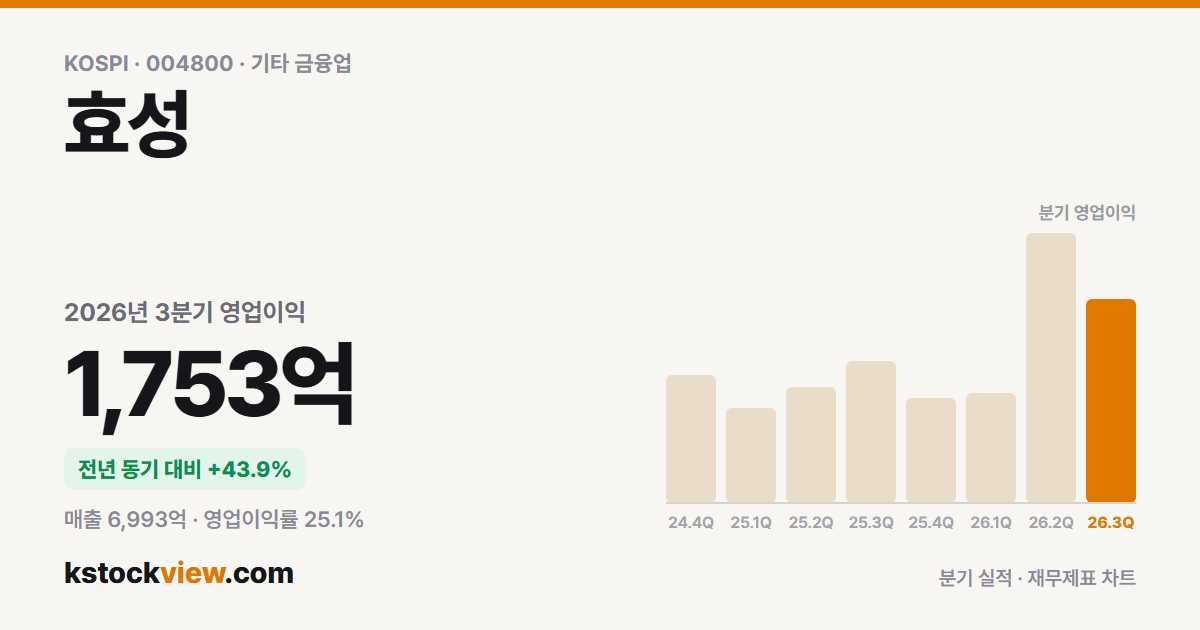 KOSPI · 004800 · 기타 금융업
효성
분기 영업이익
2026년 3분기 영업이익
1,753억
전년 동기 대비 +43.9%
매출 6,993억 · 영업이익률 25.1%
24.4Q 25.1Q 25.2Q 25.3Q 25.4Q 26.1Q 26.2Q 26.3Q
kstockview.com
분기 실적 · 재무제표 차트